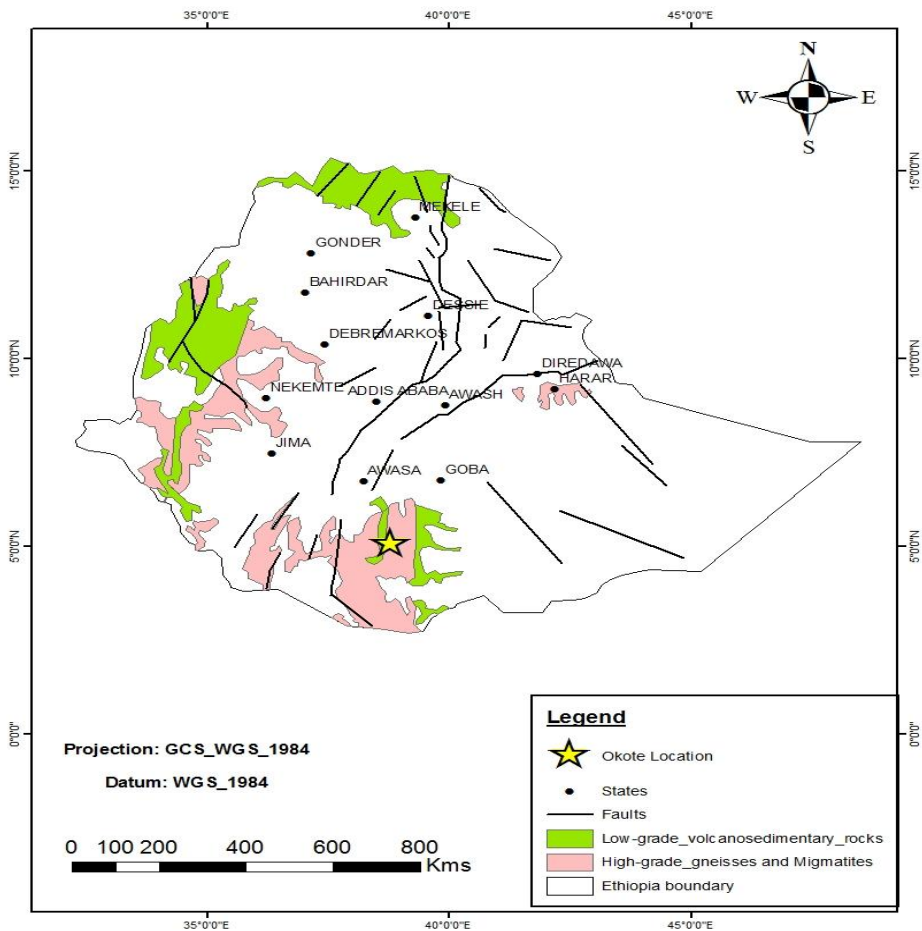 35°0'0"E 40°0'0"E 45°0'0"E
N
W E
S
15°0'0"N 15°0'0"N
MEKELE
GONDER
BAHIRDAR
DESSIE
DEBREMARKOS
10°0'0"N 10°0'0"N
DIREDAWA
HARAR
NEKEMTE ADDIS ABABA AWASH
JIMA
AWASA GOBA
5°0'0"N 5°0'0"N
0°0'0" 0°0'0"
Legend
Okote Location
States
Faults
Low-grade_volcanosedimentary_rocks
High-grade_gneisses and Migmatites
Ethiopia boundary
Projection: GCS_WGS_1984
Datum: WGS_1984
0 100 200 400 600 800
Kms
35°0'0"E 40°0'0"E 45°0'0"E